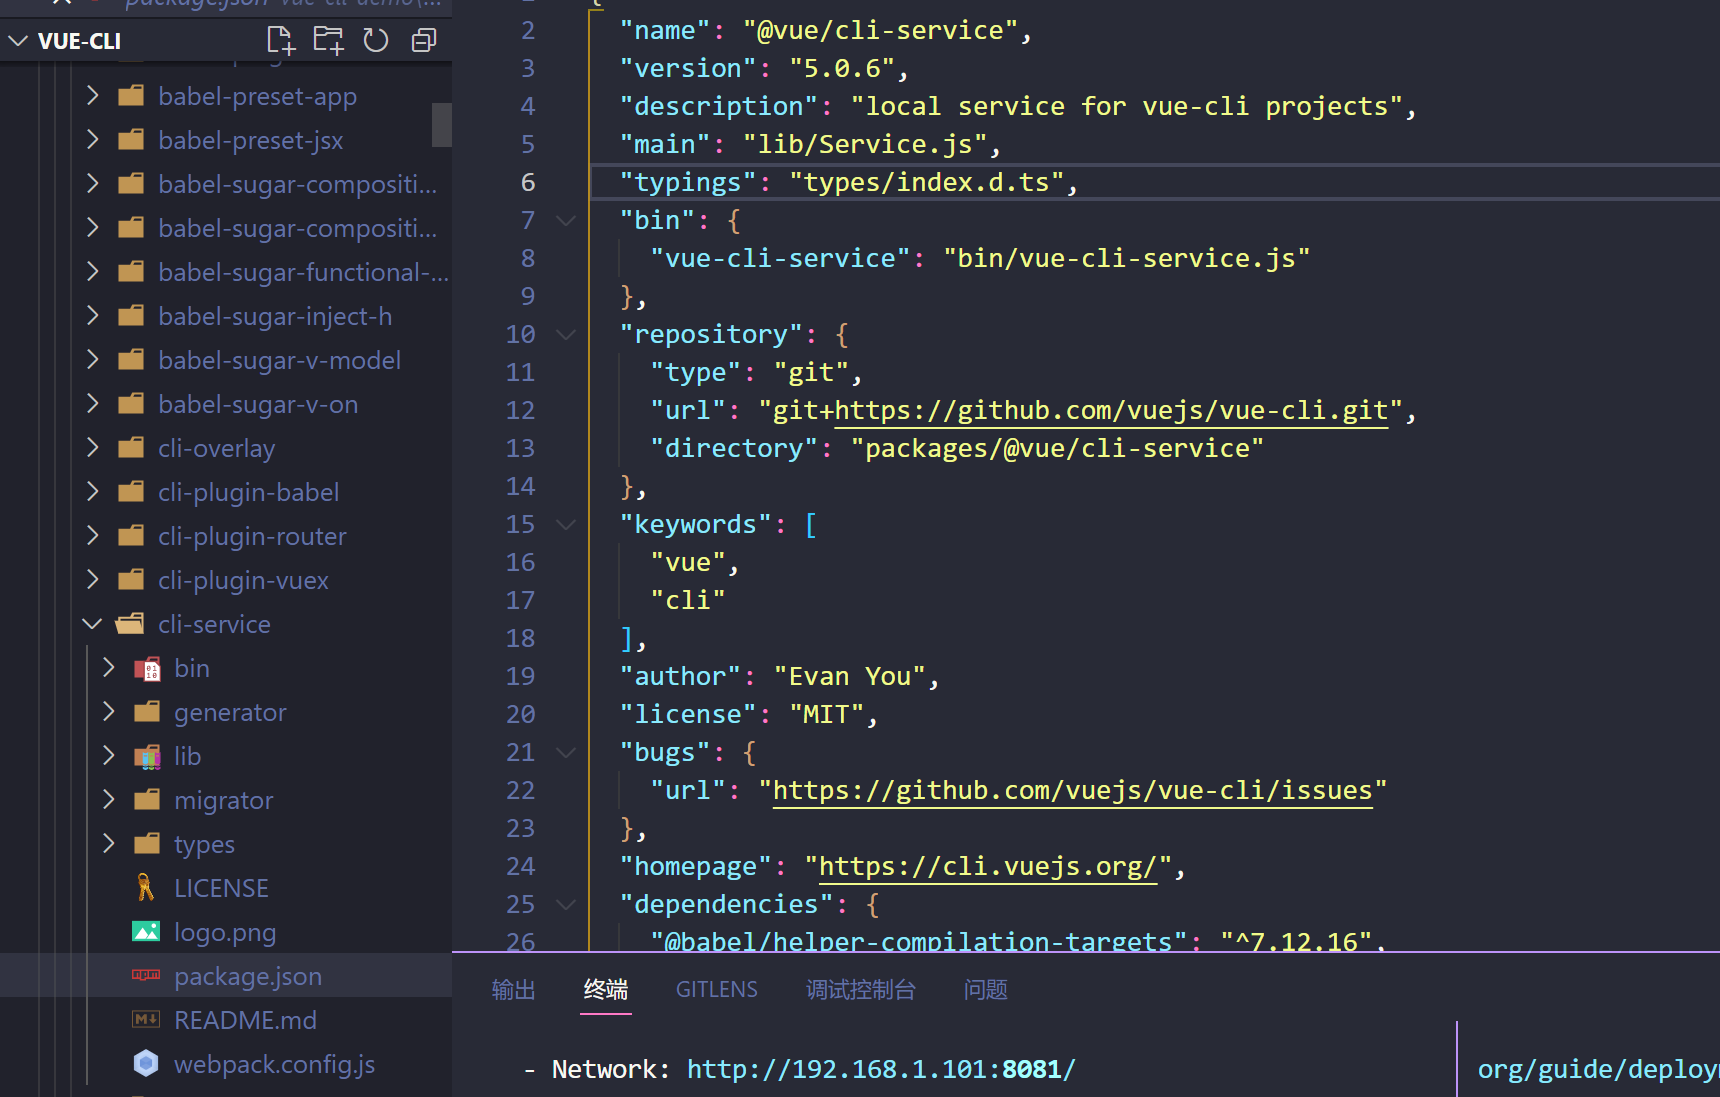 package.json vue-cli-demo\...
VUE-CLI
babel-preset-app
babel-preset-jsx
babel-sugar-compositi...
babel-sugar-compositi...
babel-sugar-functional-...
babel-sugar-inject-h
babel-sugar-v-model
babel-sugar-v-on
cli-overlay
cli-plugin-babel
cli-plugin-router
cli-plugin-vuex
cli-service
bin
generator
lib
migrator
types
LICENSE
logo.png
package.json
README.md
webpack.config.js
2 "name": "@vue/cli-service",
3 "version": "5.0.6",
4 "description": "local service for vue-cli projects",
5 "main": "lib/Service.js",
6 "typings": "types/index.d.ts",
7 "bin": {
8 "vue-cli-service": "bin/vue-cli-service.js"
9 },
10 "repository": {
11 "type": "git",
12 "url": "git+https://github.com/vuejs/vue-cli.git",
13 "directory": "packages/@vue/cli-service"
14 },
15 "keywords": [
16 "vue",
17 "cli"
18 ],
19 "author": "Evan You",
20 "license": "MIT",
21 "bugs": {
22 "url": "https://github.com/vuejs/vue-cli/issues"
23 },
24 "homepage": "https://cli.vuejs.org/",
25 "dependencies": {
26 "@babel/helper-compilation-targets": "^7.12.16",
输出 终端 GITLENS 调试控制台 问题
- Network: http://192.168.1.101:8081/
org/guide/deploy